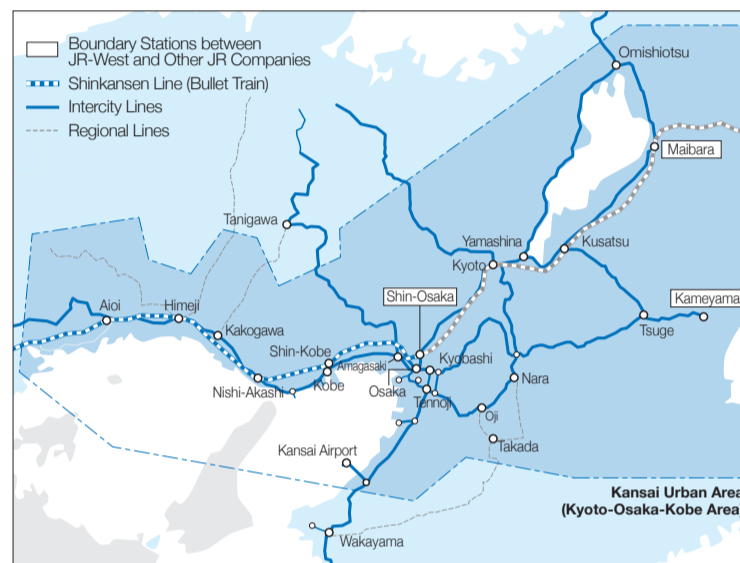 Boundary Stations between
JR-West and Other JR Companies
Shinkansen Line (Bullet Train)
Intercity Lines
Regional Lines
Omishiotsu
Maibara
Tanigawa
Yamashina
Kusatsu
Kyoto
Shin-Osaka
Kameyama
Aioi
Himeji
Tsuge
Kakogawa
Shin-Kobe
Amagasaki
Kyobashi
Nishi-Akashi
Kobe
Osaka
Nara
Tennoji
Oji
Kansai Airport
Takada
Kansai Urban Area
(Kyoto-Osaka-Kobe Area
Wakayama